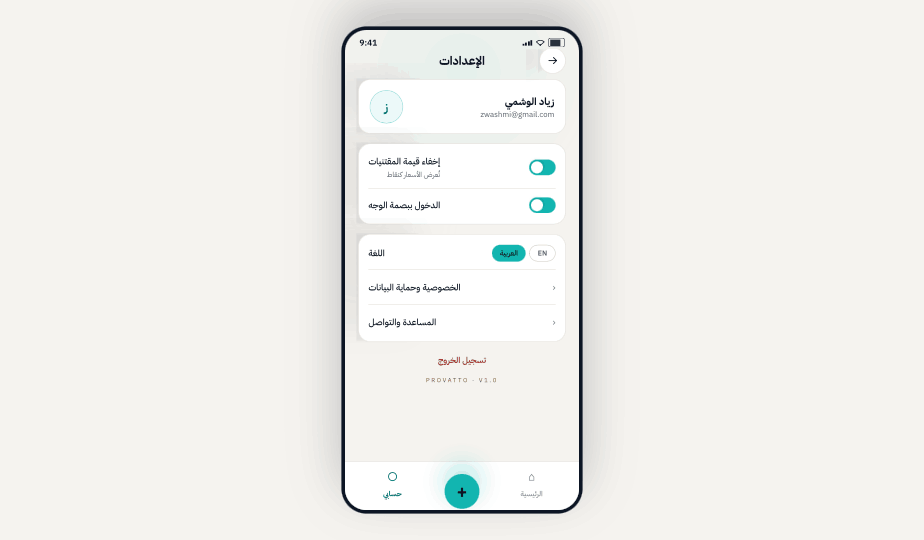 9:41
الإعدادات
زياد الوشمي
zwashmi@gmail.com
ز
إخفاء قيمة المقتنيات
تُعرض الأسعار كنقاط
الدخول ببصمة الوجه
اللغة
العربية
EN
الخصوصية وحماية البيانات
المساعدة والتواصل
تسجيل الخروج
PROVATTO · V1.0
الرئيسية
+
حسابي